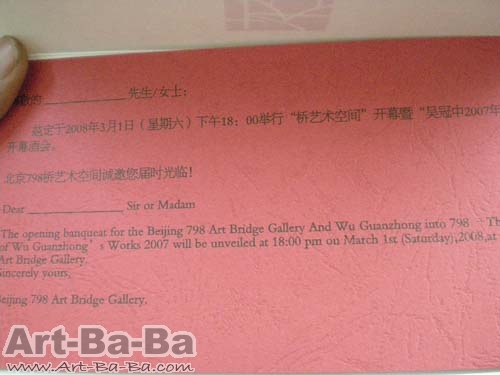 敬的____________先生/女士：
兹定于2008年3月1日（星期六）下午18：00举行“桥艺术空间”开幕暨“吴冠中2007年
开幕酒会。
北京798桥艺术空间诚邀您届时光临！
Dear ______________ Sir or Madam
The opening banqueat for the Beijing 798 Art Bridge Gallery And Wu Guanzhong into 798 “Th
of Wu Guanzhong’s Works 2007 will be unveiled at 18:00 pm on March 1st (Saturday),2008,at
Art Bridge Gallery.
Sincerely yours,
Beijing 798 Art Bridge Gallery.
Art-Ba-Ba
www.Art-Ba-Ba.com